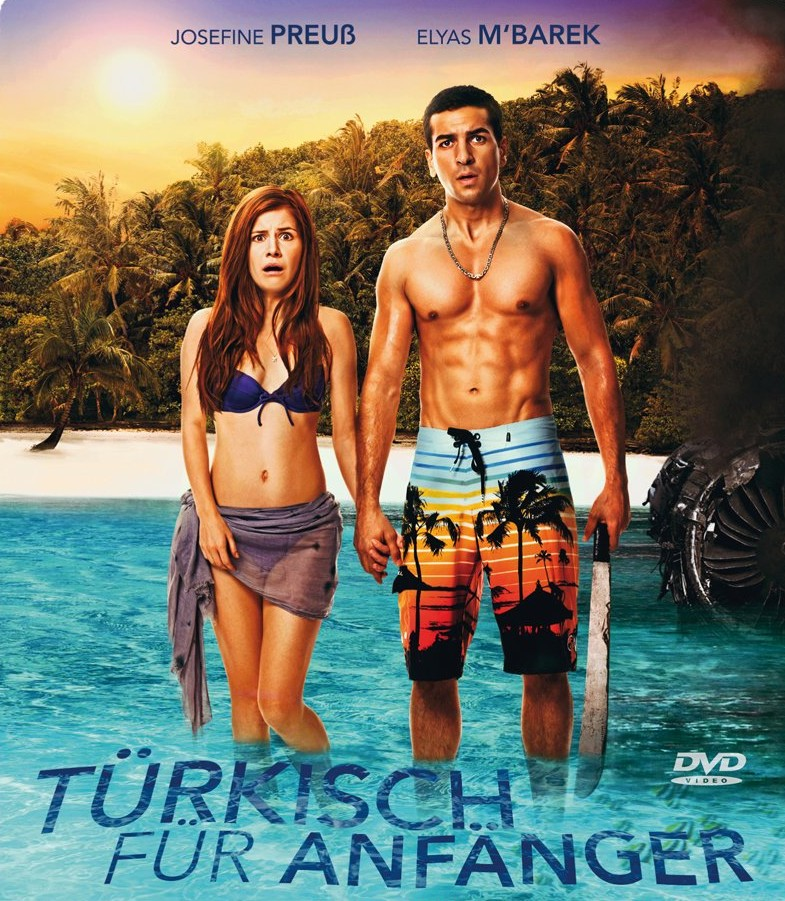 JOSEFINE PREUß ELYAS M'BAREK
TÜRKISCH
FÜR ANFÄNGER
DVD
VIDEO